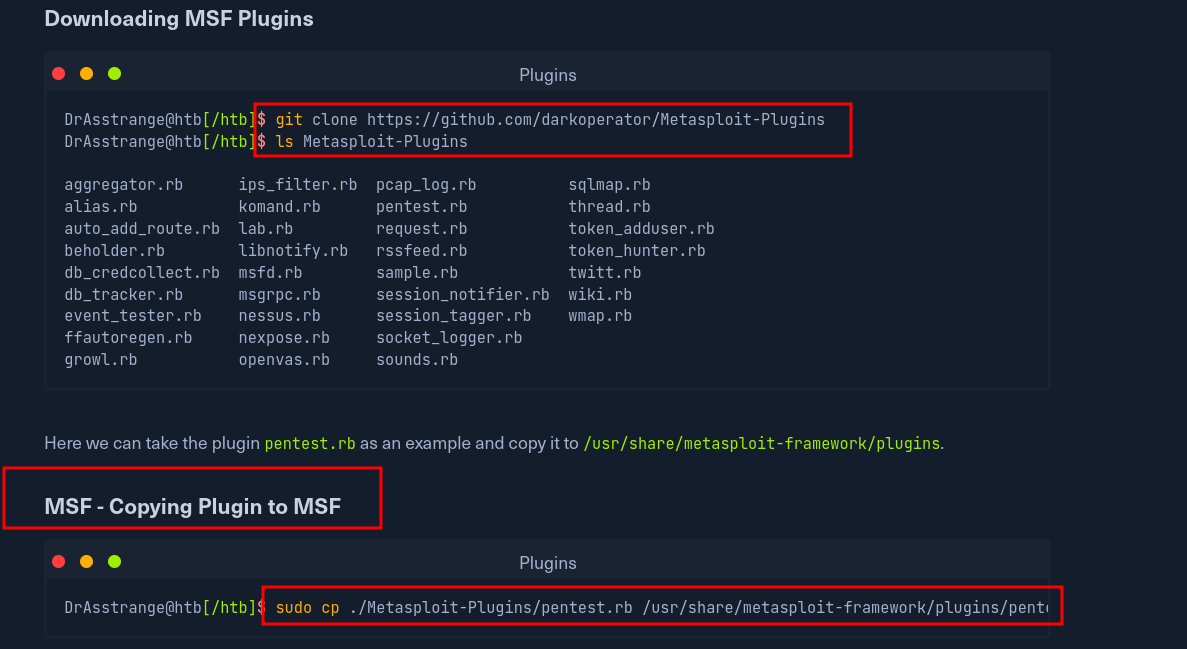 Downloading MSF Plugins
Plugins
DrAsstrange@htb[/htb]$ git clone https://github.com/darkoperator/Metasploit-Plugins
DrAsstrange@htb[/htb]$ ls Metasploit-Plugins
aggregator.rb ips_filter.rb pcap_log.rb sqlmap.rb
alias.rb komand.rb pentest.rb thread.rb
auto_add_route.rb lab.rb request.rb token_adduser.rb
beholder.rb libnotify.rb rssfeed.rb token_hunter.rb
db_credcollect.rb msfd.rb sample.rb twitt.rb
db_tracker.rb msgrpc.rb session_notifier.rb wiki.rb
event_tester.rb nessus.rb session_tagger.rb wmap.rb
ffautoregen.rb nexpose.rb socket_logger.rb
growl.rb openvas.rb sounds.rb
Here we can take the plugin pentest.rb as an example and copy it to /usr/share/metasploit-framework/plugins.
MSF - Copying Plugin to MSF
Plugins
DrAsstrange@htb[/htb]$ sudo cp ./Metasploit-Plugins/pentest.rb /usr/share/metasploit-framework/plugins/pent